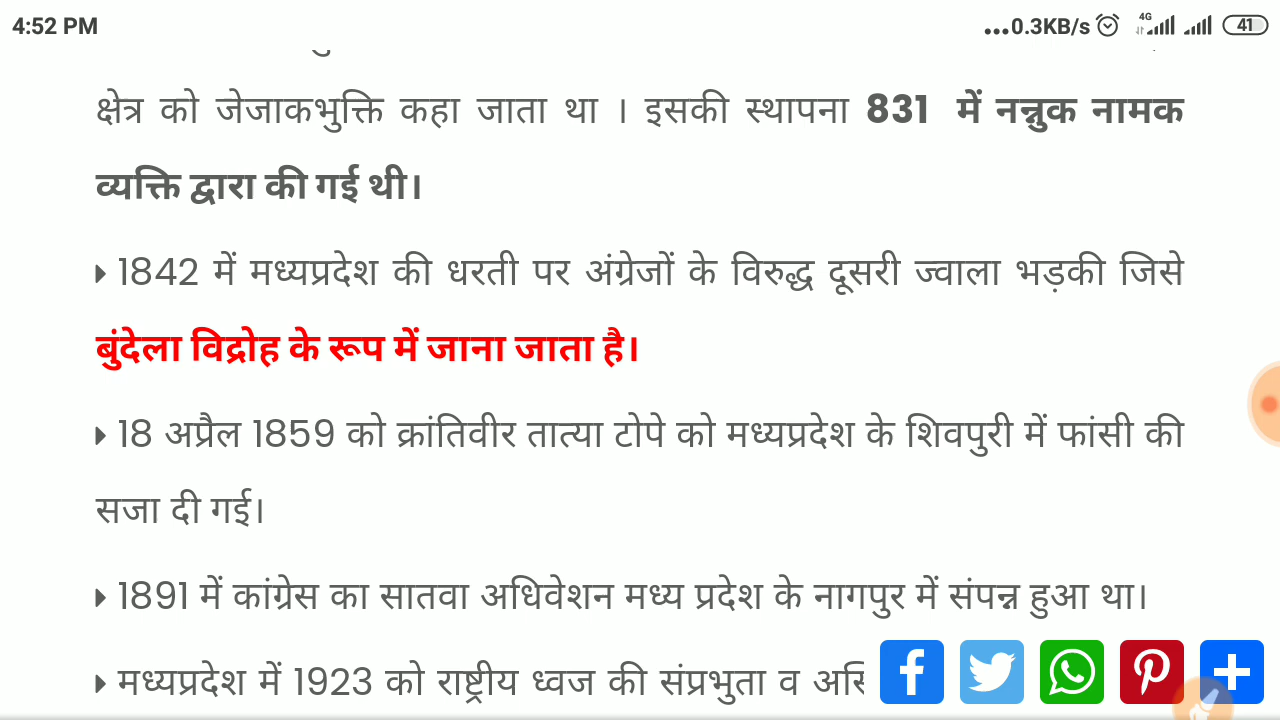 4:52 PM
...0.3KB/s 4G 41
क्षेत्र को जेजाकभुक्ति कहा जाता था । इसकी स्थापना 831 में नन्नुक नामक
व्यक्ति द्वारा की गई थी।
1842 में मध्यप्रदेश की धरती पर अंग्रेजों के विरुद्ध दूसरी ज्वाला भड़की जिसे
बुंदेला विद्रोह के रूप में जाना जाता है।
18 अप्रैल 1859 को क्रांतिवीर तात्या टोपे को मध्यप्रदेश के शिवपुरी में फांसी की
सजा दी गई।
1891 में कांग्रेस का सातवा अधिवेशन मध्य प्रदेश के नागपुर में संपन्न हुआ था।
मध्यप्रदेश में 1923 को राष्ट्रीय ध्वज की संप्रभुता व